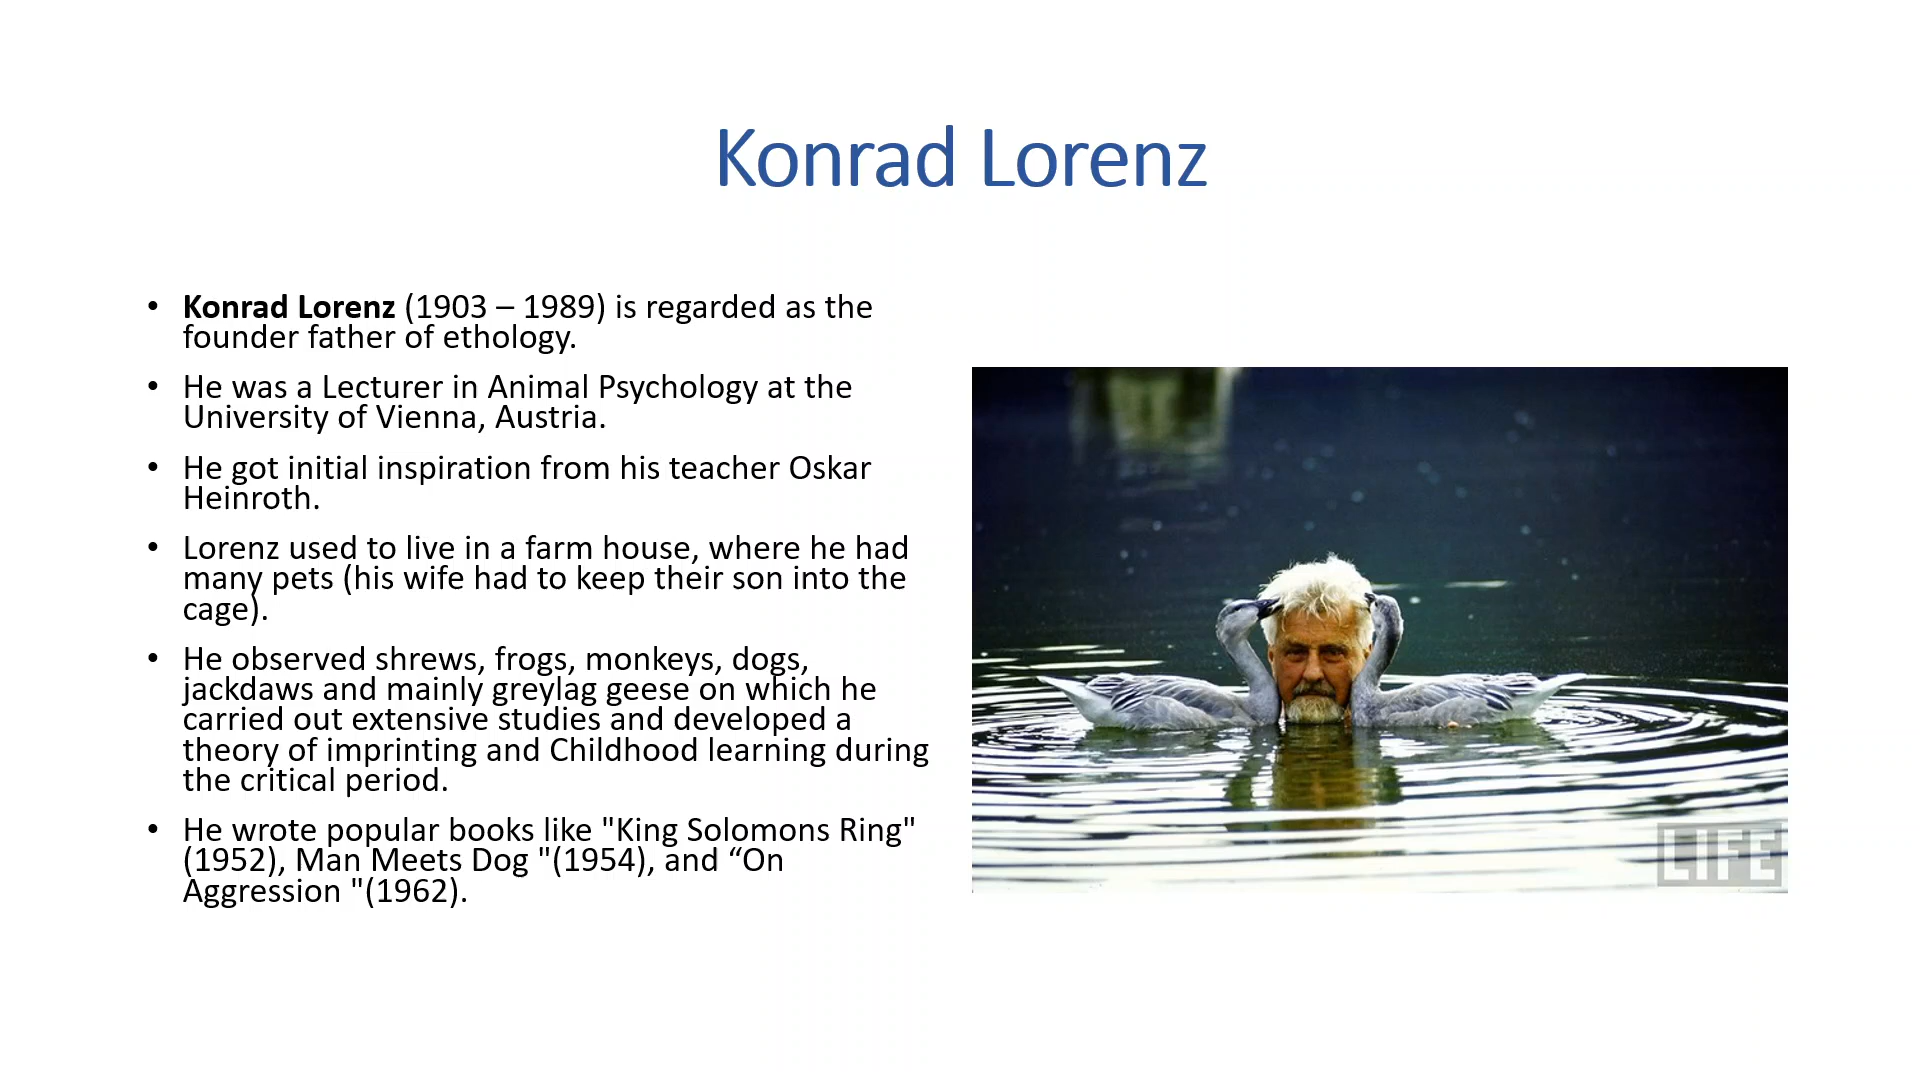 Konrad Lorenz
• Konrad Lorenz (1903 – 1989) is regarded as the
founder father of ethology.
• He was a Lecturer in Animal Psychology at the
University of Vienna, Austria.
• He got initial inspiration from his teacher Oskar
Heinroth.
• Lorenz used to live in a farm house, where he had
many pets (his wife had to keep their son into the
cage).
• He observed shrews, frogs, monkeys, dogs,
jackdaws and mainly greylag geese on which he
carried out extensive studies and developed a
theory of imprinting and Childhood learning during
the critical period.
• He wrote popular books like "King Solomons Ring"
(1952), Man Meets Dog "(1954), and “On
Aggression "(1962).
LIFE